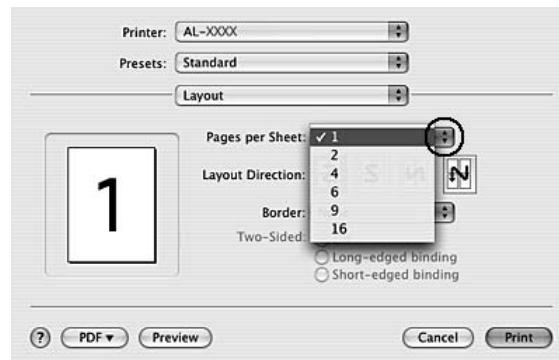 Printer: AL-XXXX
Presets: Standard
Layout
Pages per Sheet: ✓ 1
2
Layout Direction: 4
6
Border: 9
Two-Sided: 16
Long-edged binding
Short-edged binding
1
? PDF ▼ Preview Cancel Print